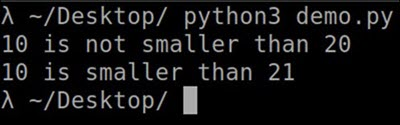 λ ~/Desktop/ python3 demo.py
10 is not smaller than 20
10 is smaller than 21
λ ~/Desktop/